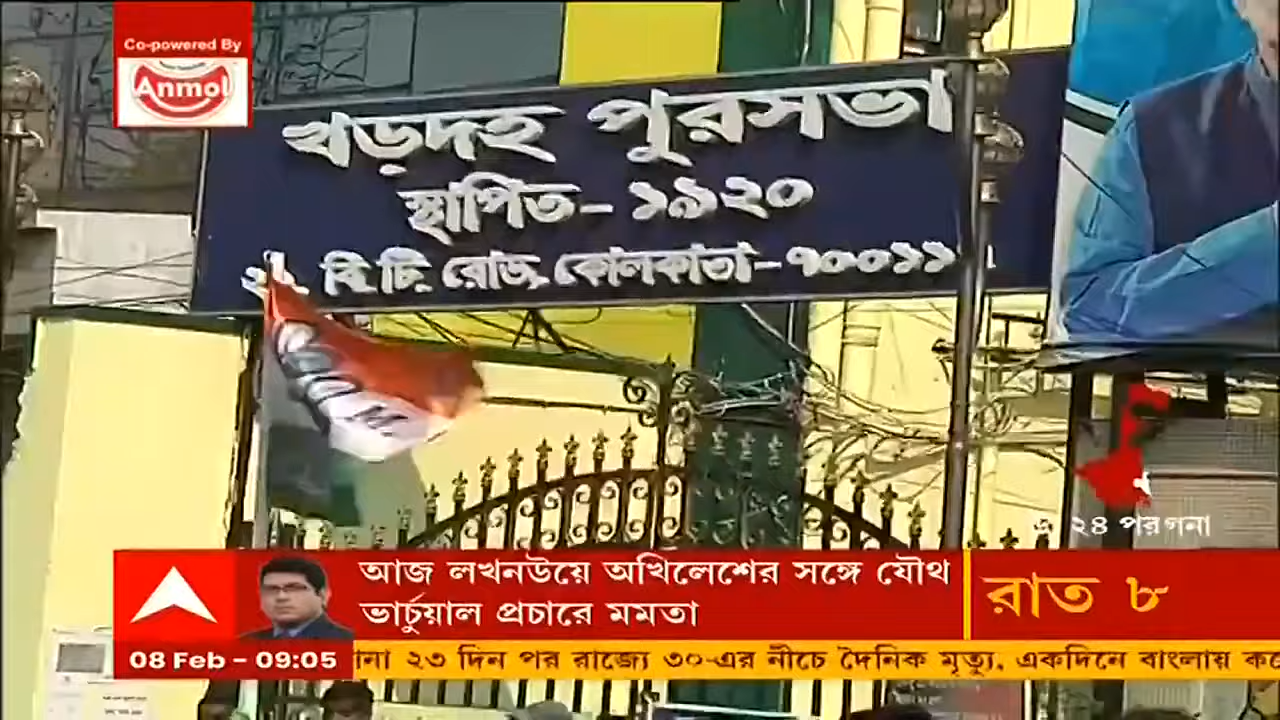 Co-powered By
Anmol
খড়দহ পুরসভা
স্থাপিত- ১৯২০
বি.টি. রোড, কোলকাতা-৭০০১১
২৪ পরগনা
আজ লখনউয়ে অখিলেশের সঙ্গে যৌথ
ভার্চুয়াল প্রচারে মমতা
রাত ৮
08 Feb - 09:05
না ২৩ দিন পর রাজ্যে ৩০-এর নীচে দৈনিক মৃত্যু. একদিনে বাংলায়